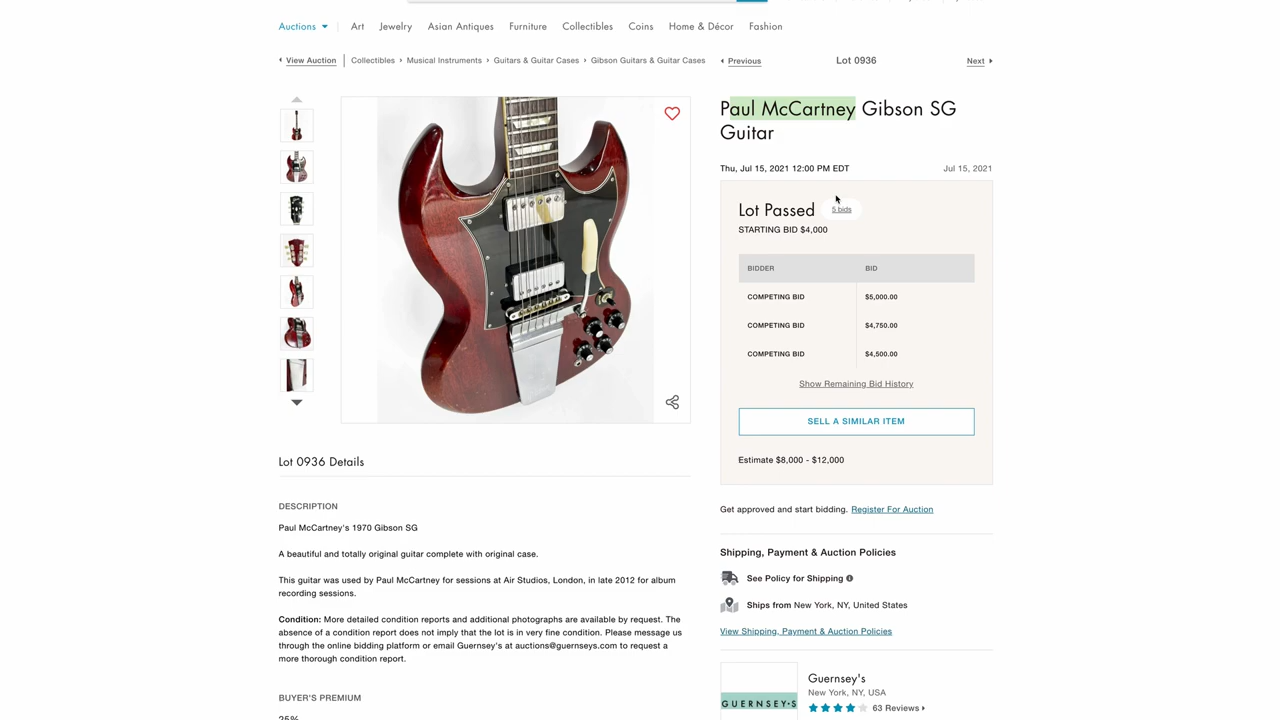 Auctions
Art
Jewelry
Asian Antiques
Furniture
Collectibles
Coins
Home & Décor
Fashion
View Auction
Collectibles › Musical Instruments › Guitars & Guitar Cases › Gibson Guitars & Guitar Cases
Previous
Lot 0936
Next
Paul McCartney Gibson SG
Guitar
Thu, Jul 15, 2021 12:00 PM EDT
Jul 15, 2021
Lot Passed
5 bids
STARTING BID $4,000
BIDDER BID
COMPETING BID $5,000.00
COMPETING BID $4,750.00
COMPETING BID $4,500.00
Show Remaining Bid History
SELL A SIMILAR ITEM
Estimate $8,000 - $12,000
Lot 0936 Details
DESCRIPTION
Paul McCartney's 1970 Gibson SG
A beautiful and totally original guitar complete with original case.
This guitar was used by Paul McCartney for sessions at Air Studios, London, in late 2012 for album
recording sessions.
Condition: More detailed condition reports and additional photographs are available by request. The
absence of a condition report does not imply that the lot is in very fine condition. Please message us
through the online bidding platform or email Guernsey's at auctions@guernseys.com to request a
more thorough condition report.
BUYER'S PREMIUM
25%
Get approved and start bidding. Register For Auction
Shipping, Payment & Auction Policies
See Policy for Shipping
Ships from New York, NY, United States
View Shipping, Payment & Auction Policies
GUERNSEY'S
Guernsey's
New York, NY, USA
63 Reviews